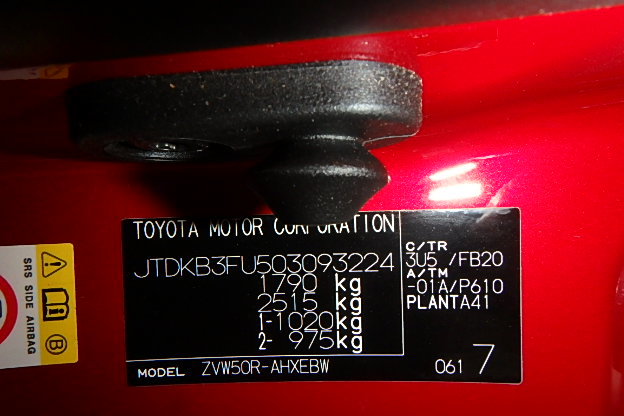 TOYOTA MOTOR CORPORATION
JTDKB3FU503093224
1790 kg
2515 kg
1-1020kg
2- 975kg
MODEL ZVW50R-AHXEBW
C/TR
3U5 /FB20
A/TM
-01A/P610
PLANTA41
061 7
SRS SIDE AIRBAG
B